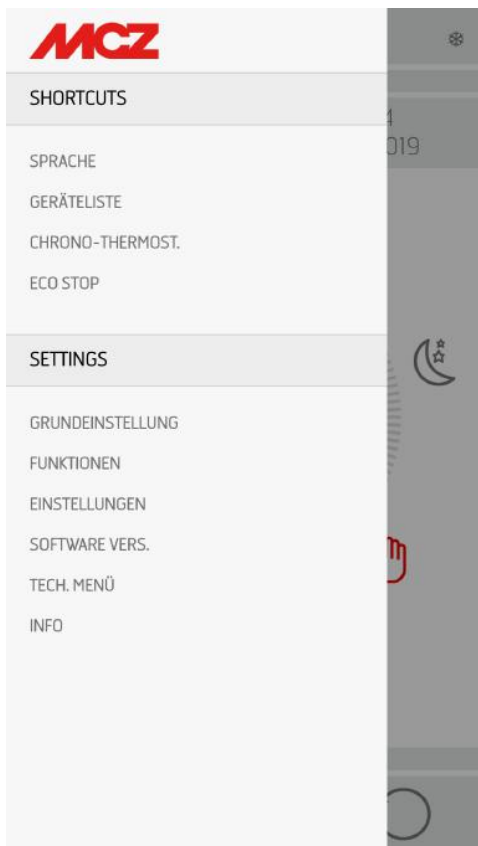 MCZ
SHORTCUTS
SPRACHE
GERÄTELISTE
CHRONO-THERMOST.
ECO STOP
SETTINGS
GRUNDEINSTELLUNG
FUNKTIONEN
EINSTELLUNGEN
SOFTWARE VERS.
TECH. MENÜ
INFO